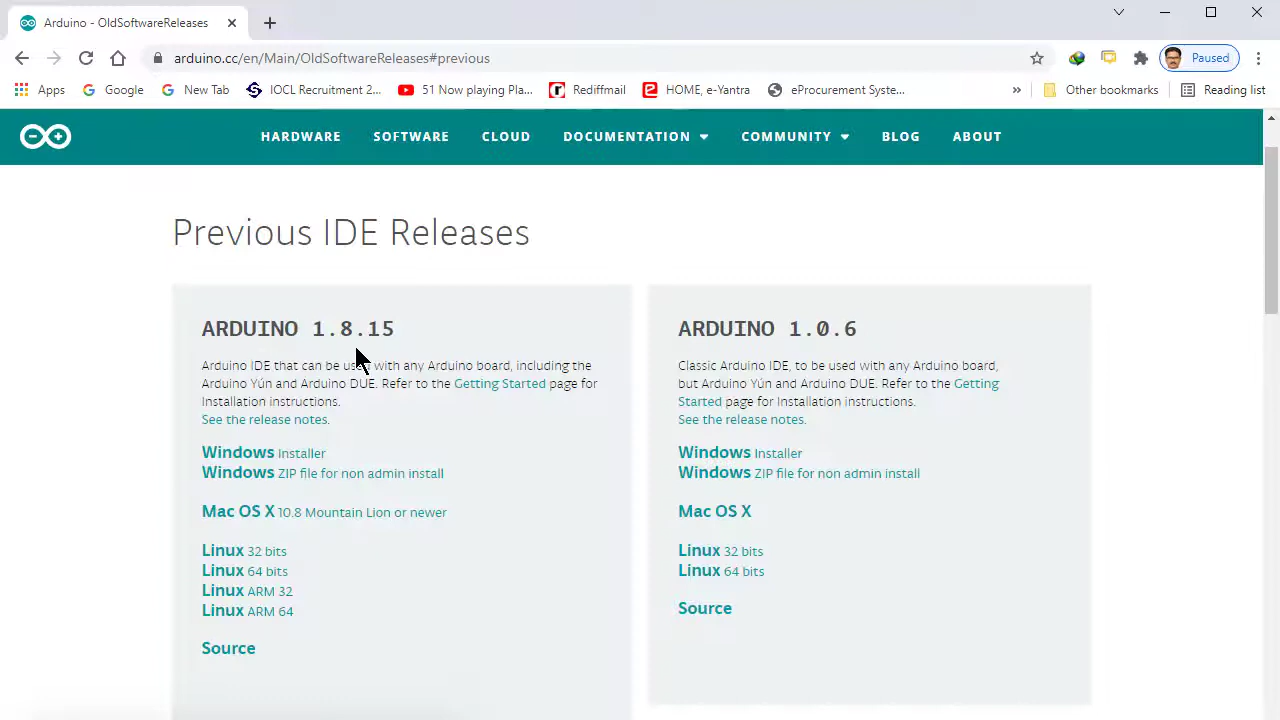 Arduino - OldSoftwareReleases
arduino.cc/en/Main/OldSoftwareReleases#previous
Paused
Apps
Google
New Tab
IOCL Recruitment 2...
51 Now playing Pla...
Rediffmail
HOME, e-Yantra
eProcurement Syste...
»
Other bookmarks
Reading list
HARDWARE
SOFTWARE
CLOUD
DOCUMENTATION
COMMUNITY
BLOG
ABOUT
Previous IDE Releases
ARDUINO 1.8.15
Arduino IDE that can be used with any Arduino board, including the
Arduino Yún and Arduino DUE. Refer to the Getting Started page for
Installation instructions.
See the release notes.
Windows Installer
Windows ZIP file for non admin install
Mac OS X 10.8 Mountain Lion or newer
Linux 32 bits
Linux 64 bits
Linux ARM 32
Linux ARM 64
Source
ARDUINO 1.0.6
Classic Arduino IDE, to be used with any Arduino board,
but Arduino Yún and Arduino DUE. Refer to the Getting
Started page for Installation instructions.
See the release notes.
Windows Installer
Windows ZIP file for non admin install
Mac OS X
Linux 32 bits
Linux 64 bits
Source